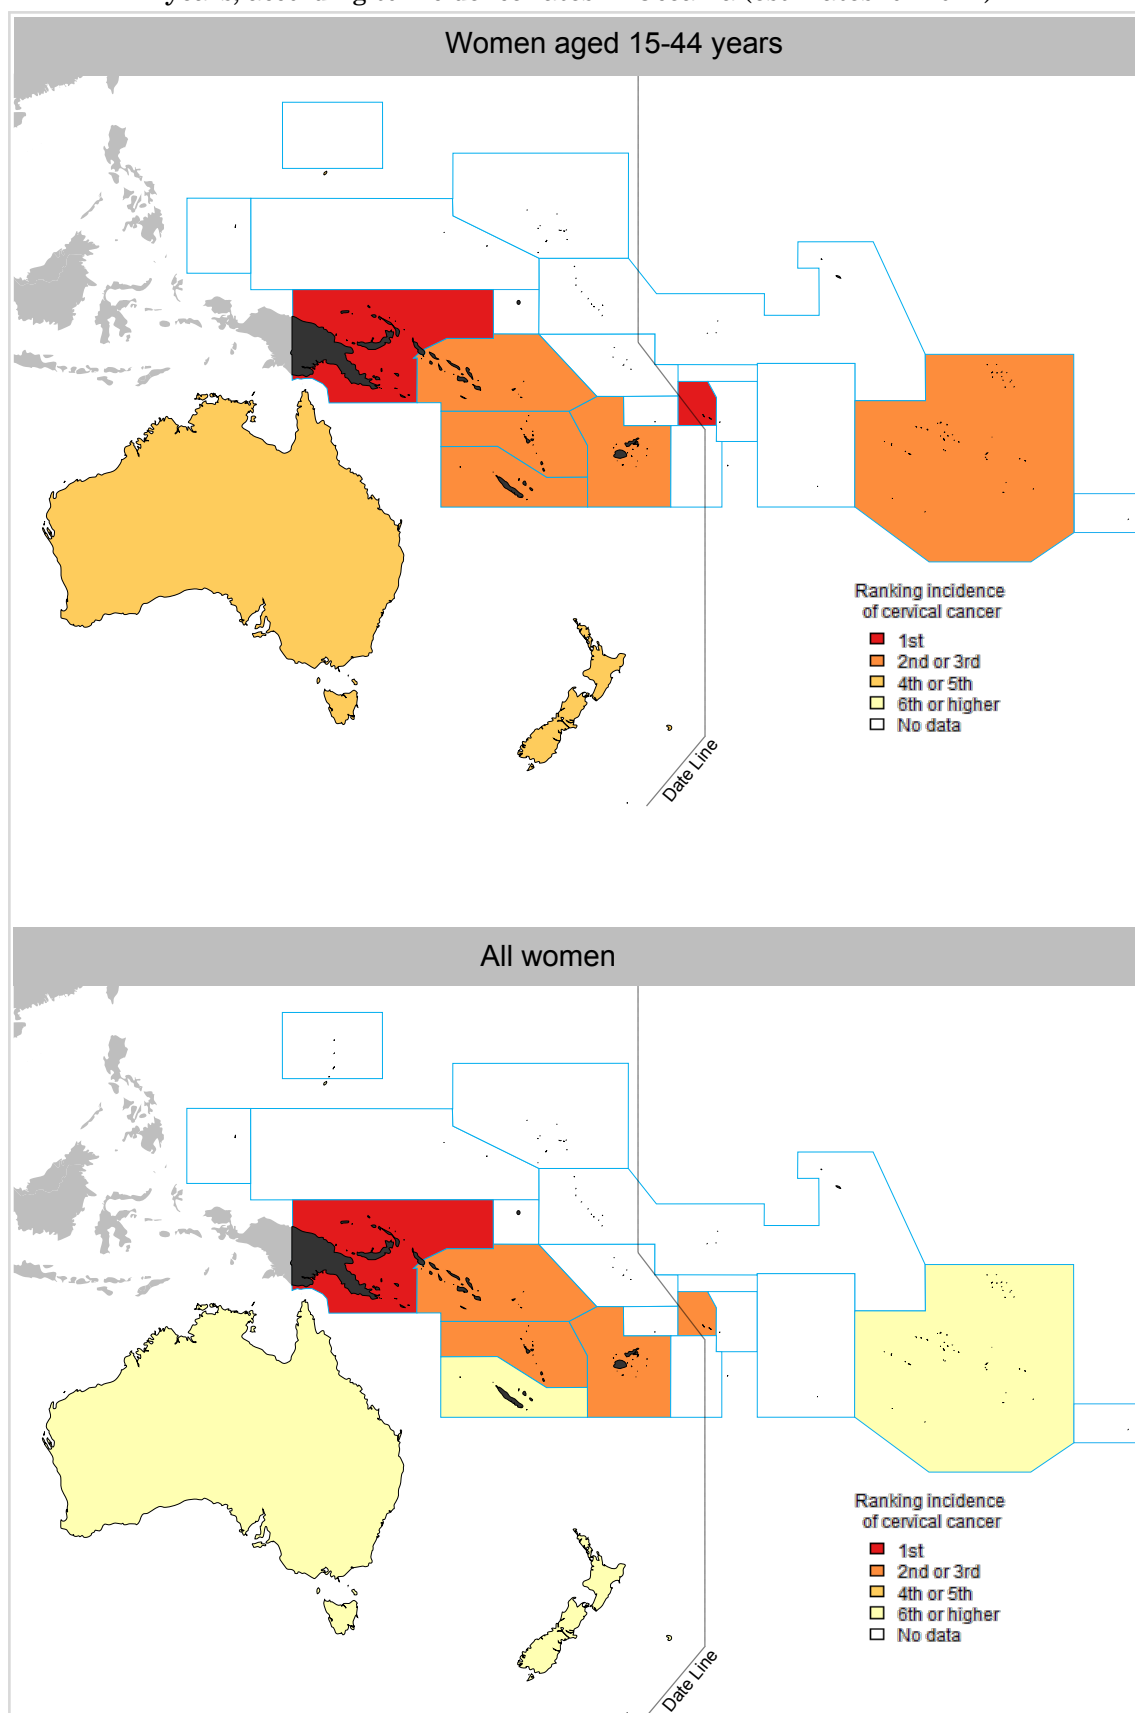 Women aged 15-44 years
Ranking incidence
of cervical cancer
1st
2nd or 3rd
4th or 5th
6th or higher
No data
Date Line
All women
Ranking incidence
of cervical cancer
1st
2nd or 3rd
4th or 5th
6th or higher
No data
Date Line